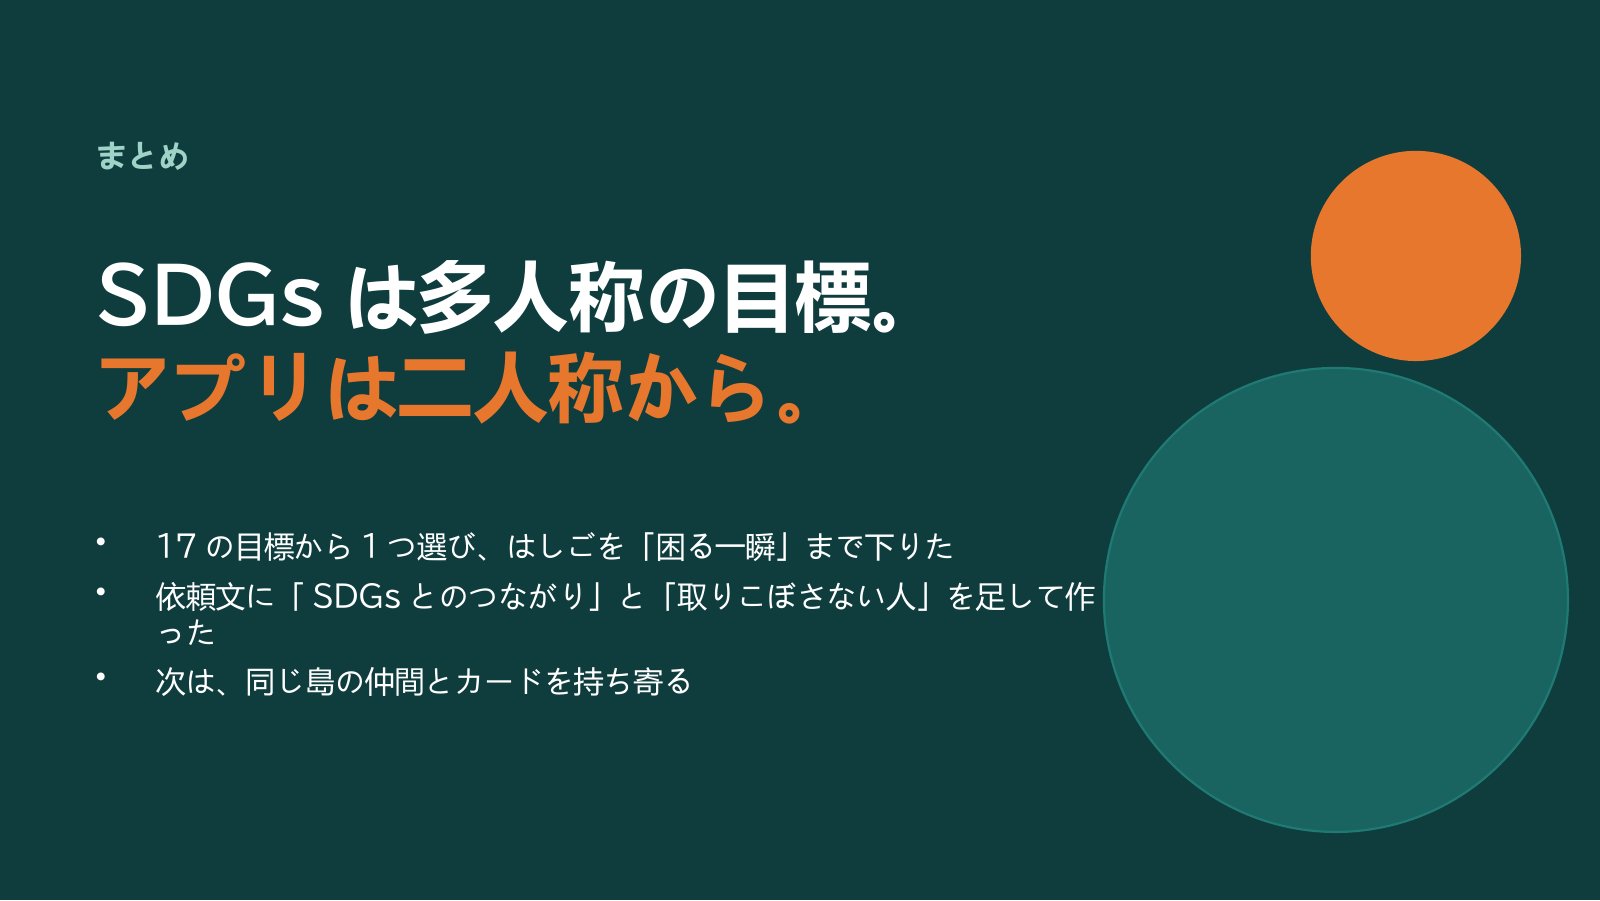 まとめ
SDGs は多人称の目標。
アプリは二人称から。
• 17 の目標から 1 つ選び、はしごを「困る一瞬」まで下りた
• 依頼文に「 SDGs とのつながり」と「取りこぼさない人」を足して作
った
• 次は、同じ島の仲間とカードを持ち寄る